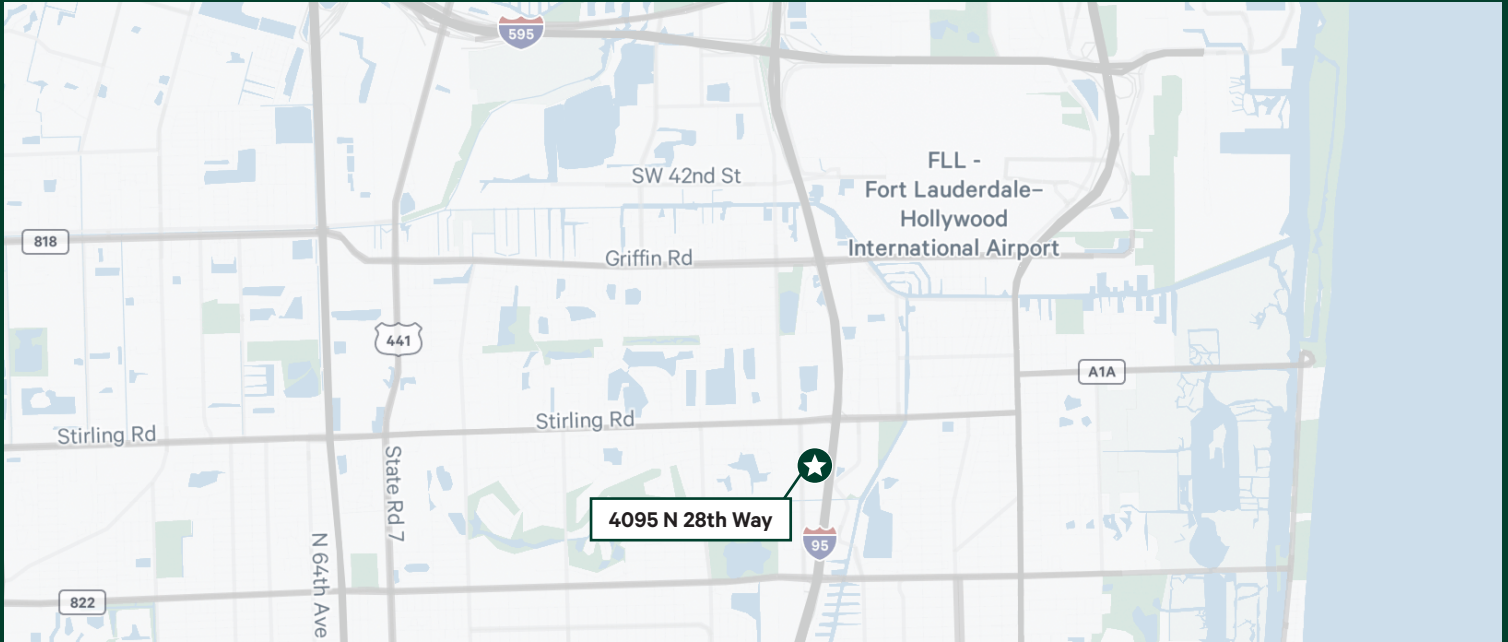 595
SW 42nd St
FLL -
Fort Lauderdale–
Hollywood
International Airport
818
Griffin Rd
441
A1A
Stirling Rd
Stirling Rd
State Rd 7
4095 N 28th Way
95
N 64th Ave
822